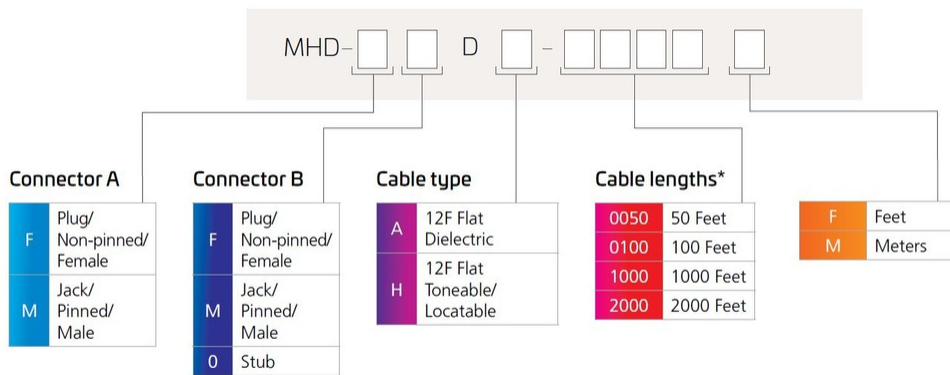 MHD- D -
Connector A
F
Plug/
Non-pinned/
Female
M
Jack/
Pinned/
Male
Connector B
F
Plug/
Non-pinned/
Female
M
Jack/
Pinned/
Male
0 Stub
Cable type
A
12F Flat
Dielectric
H
12F Flat
Toneable/
Locatable
Cable lengths*
0050 50 Feet
0100 100 Feet
1000 1000 Feet
2000 2000 Feet
F Feet
M Meters